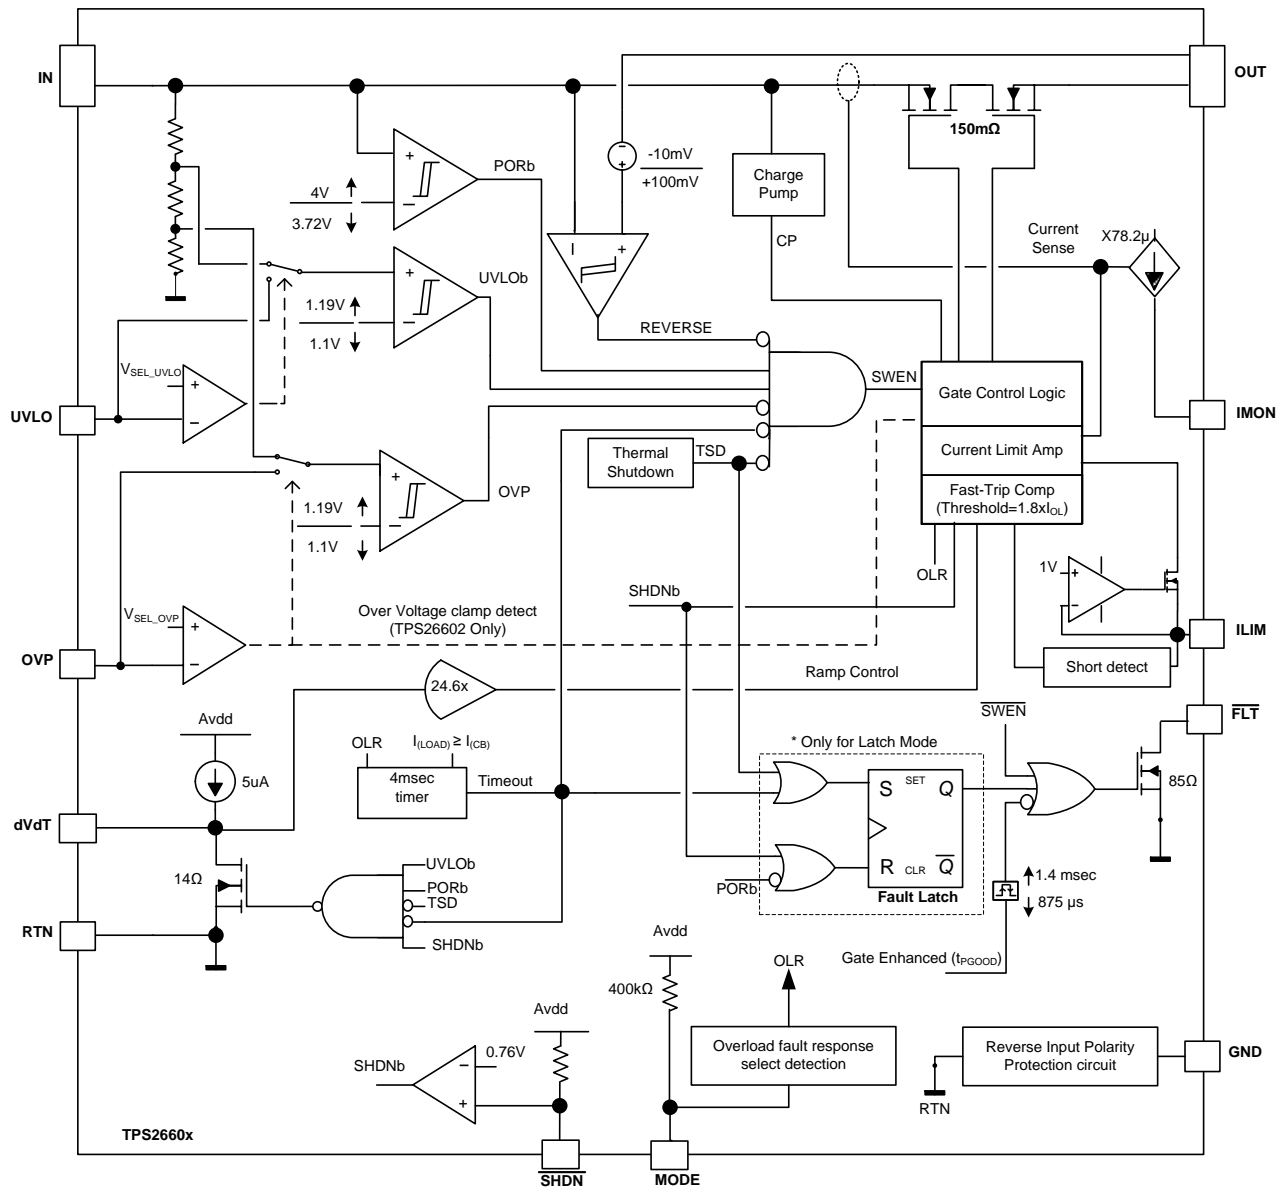 IN
OUT
150mΩ
PORb
4V
3.72V
-10mV
+100mV
Charge
Pump
CP
Current
Sense
X78.2µ
UVLOb
1.19V
1.1V
REVERSE
V_SEL_UVLO
SWEN
Gate Control Logic
UVLO
IMON
Current Limit Amp
Thermal
Shutdown
TSD
Fast-Trip Comp
(Threshold=1.8xI_OL)
OVP
1.19V
1.1V
OLR
1V
SHDNb
V_SEL_OVP
Over Voltage clamp detect
(TPS26602 Only)
ILIM
OVP
Short detect
24.6x
Ramp Control
Avdd
SWEN
FLT
OLR
I(LOAD) ≥ I(CB)
* Only for Latch Mode
4msec
timer
Timeout
5uA
S
SET
Q
85Ω
dVdT
UVLOb
R
CLR
Q
14Ω
PORb
PORb
Fault Latch
1.4 msec
875 µs
TSD
RTN
SHDNb
Avdd
Gate Enhanced (tPGOOD)
OLR
400kΩ
Avdd
0.76V
SHDNb
Overload fault response
select detection
Reverse Input Polarity
Protection circuit
GND
RTN
TPS2660x
SHDN
MODE